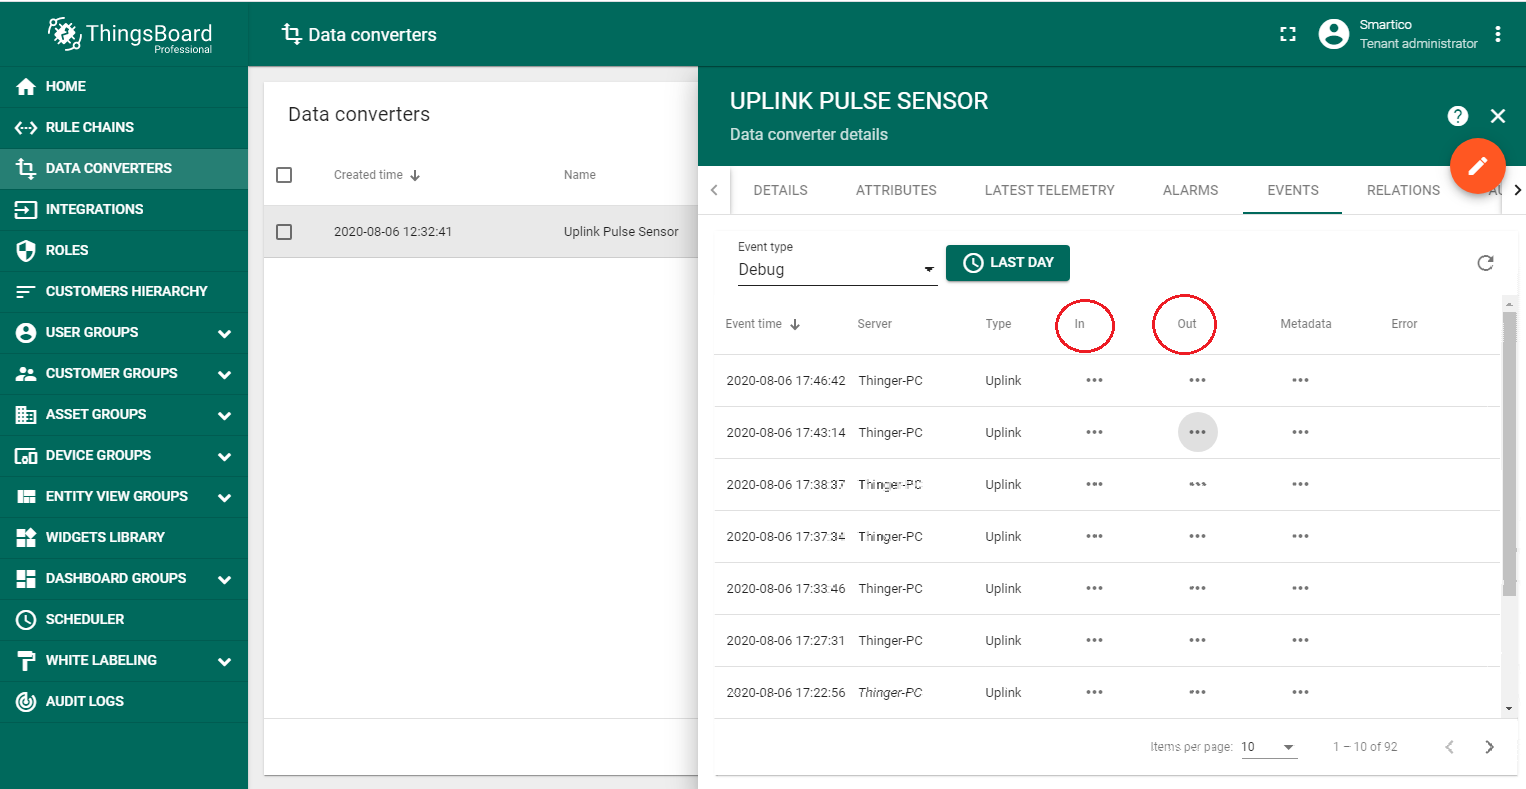 ThingsBoard
Professional
Data converters
Smartico
Tenant administrator
HOME
RULE CHAINS
DATA CONVERTERS
INTEGRATIONS
ROLES
CUSTOMERS HIERARCHY
USER GROUPS
CUSTOMER GROUPS
ASSET GROUPS
DEVICE GROUPS
ENTITY VIEW GROUPS
WIDGETS LIBRARY
DASHBOARD GROUPS
SCHEDULER
WHITE LABELING
AUDIT LOGS
Data converters
Created time Name
2020-08-06 12:32:41 Uplink Pulse Sensor
UPLINK PULSE SENSOR
Data converter details
DETAILS ATTRIBUTES LATEST TELEMETRY ALARMS EVENTS RELATIONS
Event type
Debug
LAST DAY
Event time Server Type In Out Metadata Error
2020-08-06 17:46:42 Thinger-PC Uplink ••• ••• •••
2020-08-06 17:43:14 Thinger-PC Uplink ••• ••• •••
2020-08-06 17:38:37 Thinger-PC Uplink ••• ••• •••
2020-08-06 17:37:34 Thinger-PC Uplink ••• ••• •••
2020-08-06 17:33:46 Thinger-PC Uplink ••• ••• •••
2020-08-06 17:27:31 Thinger-PC Uplink ••• ••• •••
2020-08-06 17:22:56 Thinger-PC Uplink ••• ••• •••
Items per page: 10 1 – 10 of 92